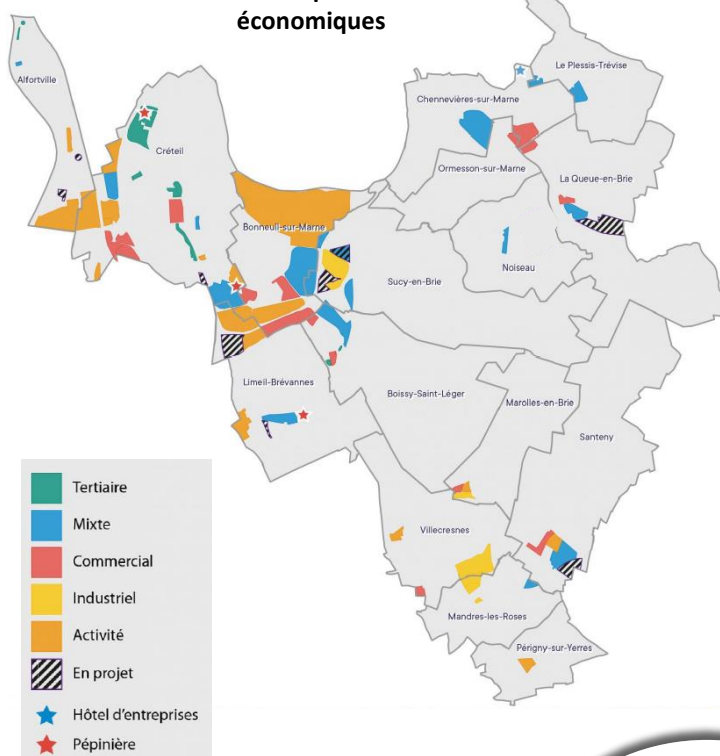 économiques
Le Plessis-Trévise
Alfortville
Chennevières-sur-Marne
Créteil
Ormesson-sur-Marne
La Queue-en-Brie
Bonneuil-sur-Marne
Noiseau
Sucy-en-Brie
Limeil-Brévannes
Boissy-Saint-Léger
Marolles-en-Brie
Santeny
Villecresnes
Mandres-les-Roses
Périgny-sur-Yerres
Tertiaire
Mixte
Commercial
Industriel
Activité
En projet
Hôtel d'entreprises
Pépinière